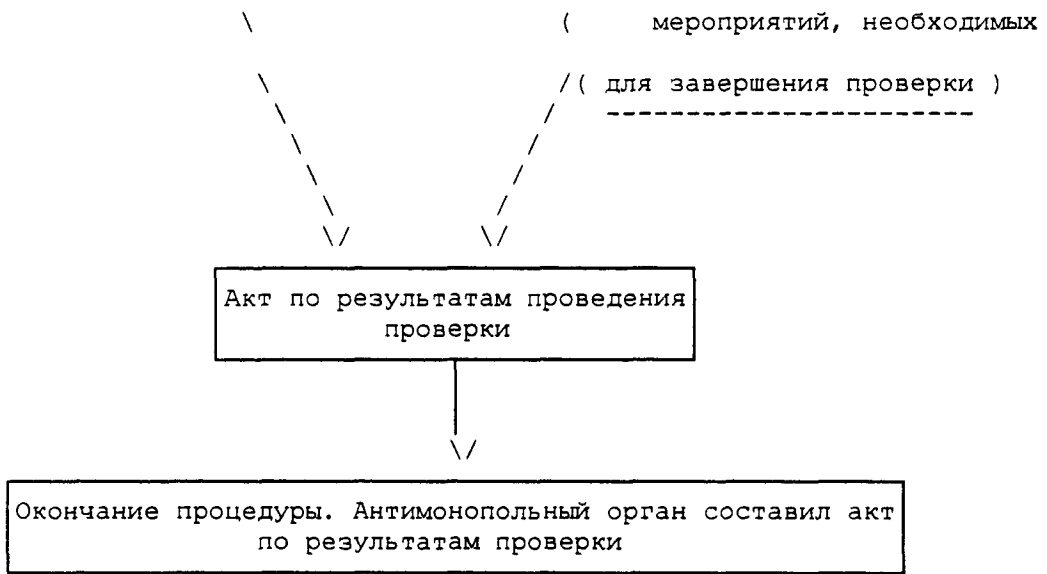 мероприятий, необходимых
( для завершения проверки )
Акт по результатам проведения
проверки
Окончание процедуры. Антимонопольный орган составил акт
по результатам проверки